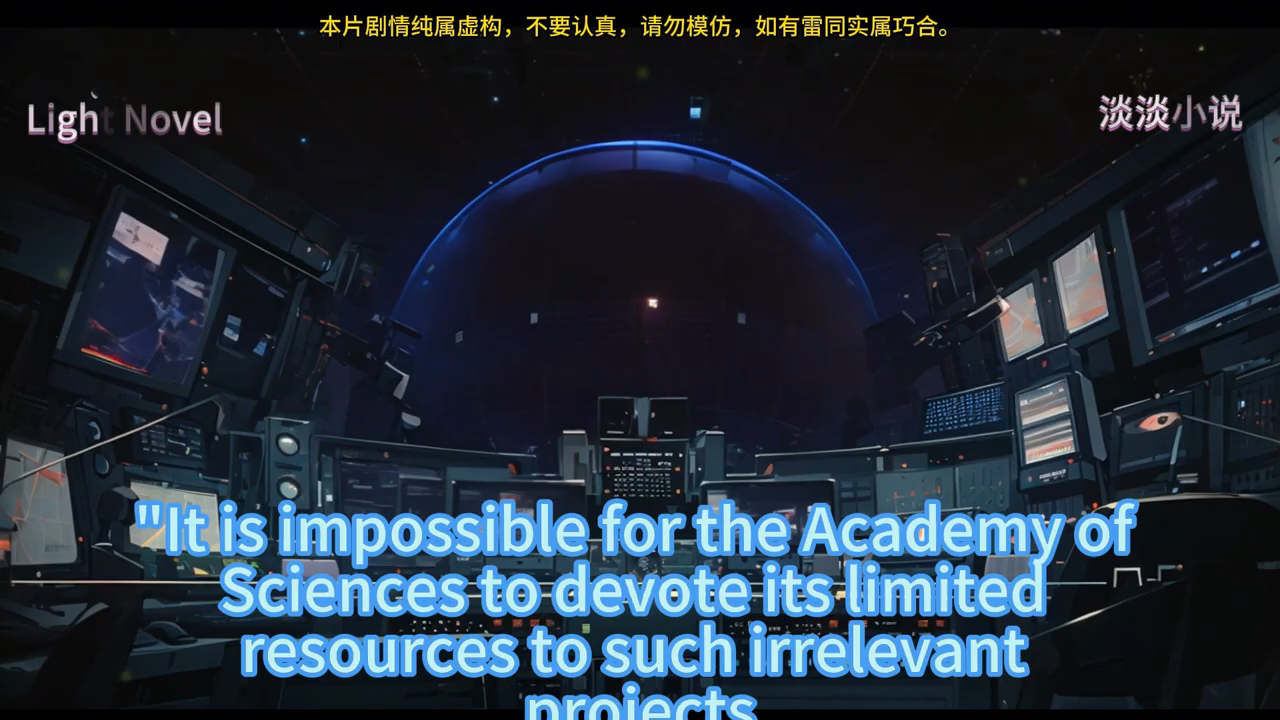 本片剧情纯属虚构，不要认真，请勿模仿，如有雷同实属巧合。
Light Novel
淡淡小说
"It is impossible for the Academy of
Sciences to devote its limited
resources to such irrelevant
projects